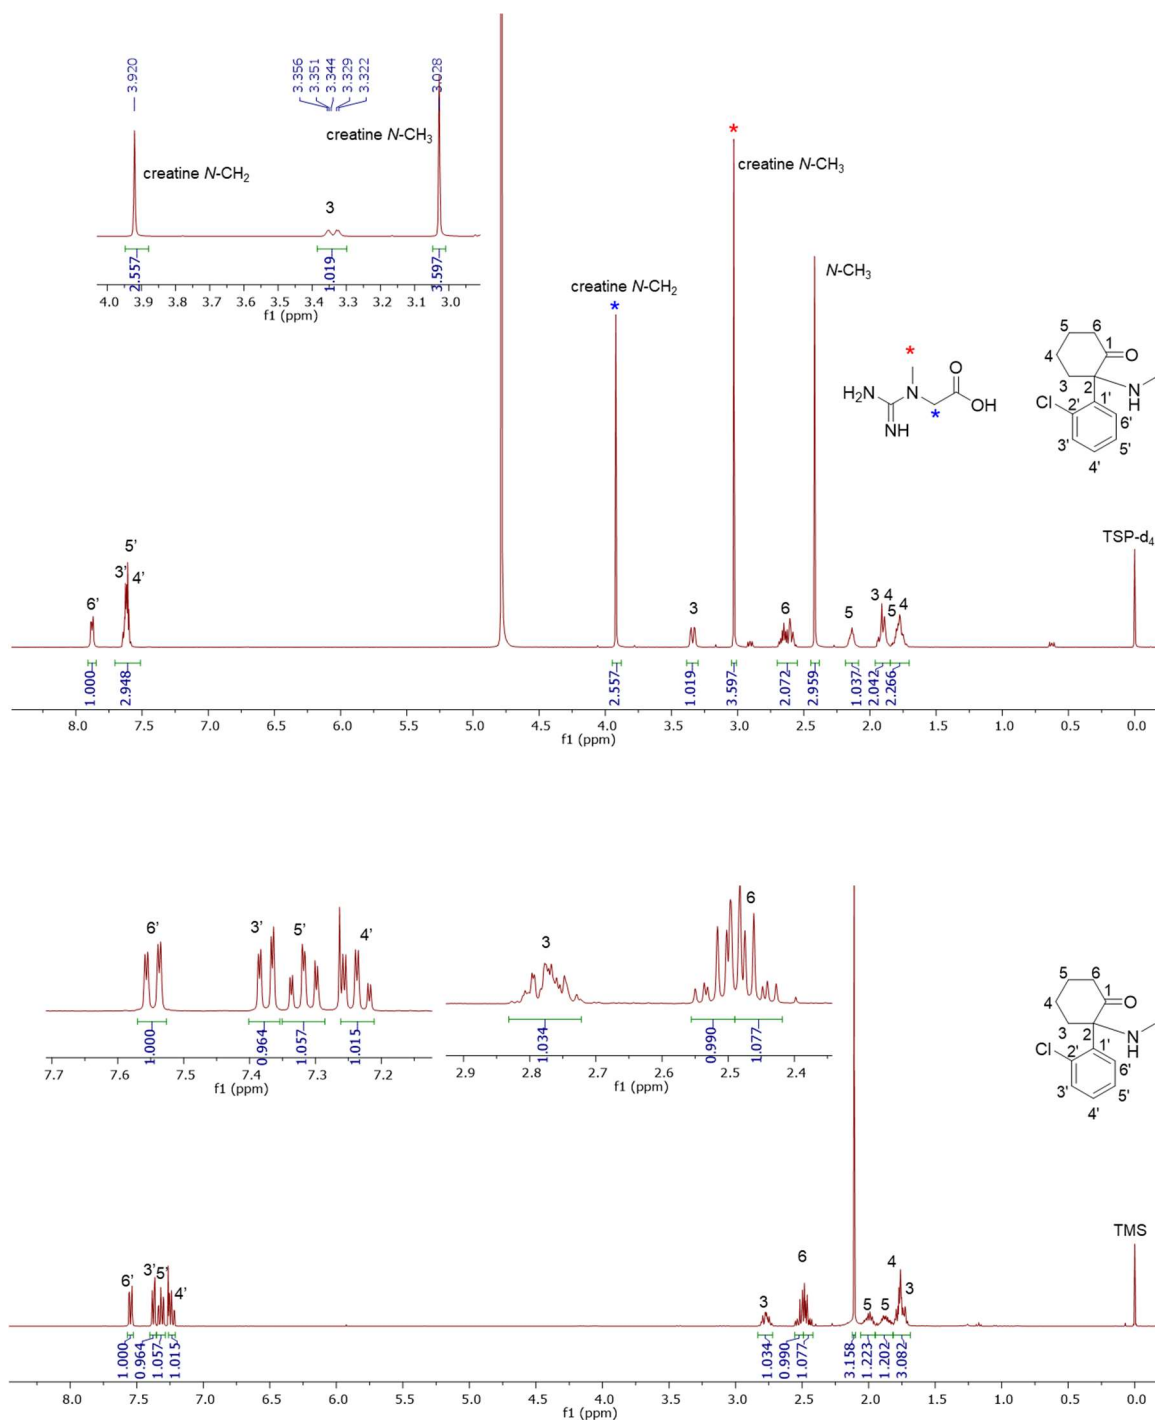 3.920
3.356
3.351
3.344
3.329
3.322
3.028
creatine N-CH3
creatine N-CH2
3
2.557
1.019
3.597
4.0 3.9 3.8 3.7 3.6 3.5 3.4 3.3 3.2 3.1 3.0
f1 (ppm)
*
creatine N-CH3
creatine N-CH2
*
N-CH3
*
H2N
N
O
OH
NH
*
5 6
4 1 O
3 2 NH
Cl 2' 1'
6'
3' 5'
4'
TSP-d4
6'
5'
3' 4'
3
6
5
3 4
5 4
1.000
2.948
2.557
1.019
3.597
2.072
2.959
1.037
2.042
2.266
8.0 7.5 7.0 6.5 6.0 5.5 5.0 4.5 4.0 3.5 3.0 2.5 2.0 1.5 1.0 0.5 0.0
f1 (ppm)
6'
3'
5'
4'
1.000
0.964
1.057
1.015
7.7 7.6 7.5 7.4 7.3 7.2
f1 (ppm)
3
6
1.034
0.990
1.077
2.9 2.8 2.7 2.6 2.5 2.4
f1 (ppm)
5 6
4 1 O
3 2 NH
Cl 2' 1'
6'
3' 5'
4'
TMS
6'
3'
5'
4'
3
6
5
5
4
3
1.000
0.964
1.057
1.015
1.034
0.990
1.077
3.158
1.223
1.202
3.082
8.0 7.5 7.0 6.5 6.0 5.5 5.0 4.5 4.0 3.5 3.0 2.5 2.0 1.5 1.0 0.5 0.0
f1 (ppm)